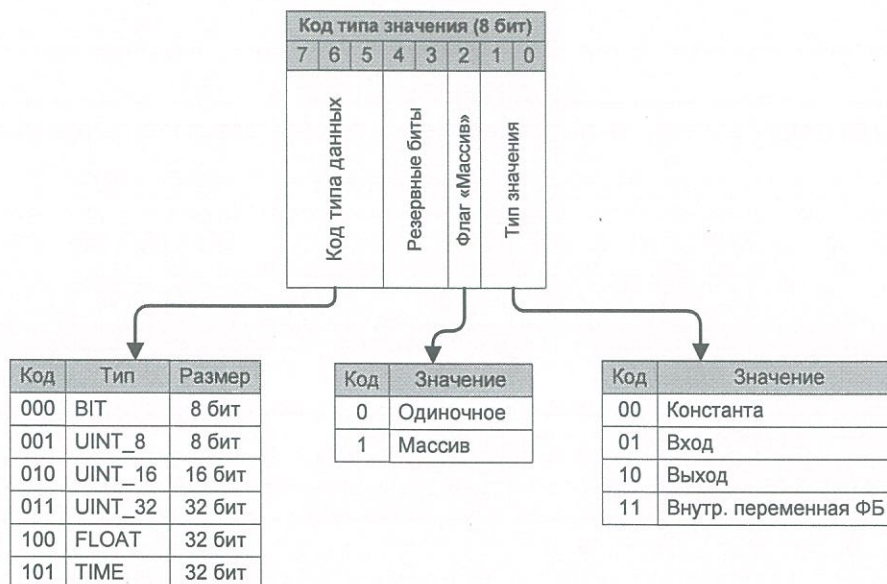 Код типа значения (8 бит)
7 6 5 4 3 2 1 0
Код типа данных
Резервные биты
Флаг «Массив»
Тип значения
Код Тип Размер
000 BIT 8 бит
001 UINT_8 8 бит
010 UINT_16 16 бит
011 UINT_32 32 бит
100 FLOAT 32 бит
101 TIME 32 бит
Код Значение
0 Одиночное
1 Массив
Код Значение
00 Константа
01 Вход
10 Выход
11 Внутр. переменная ФБ